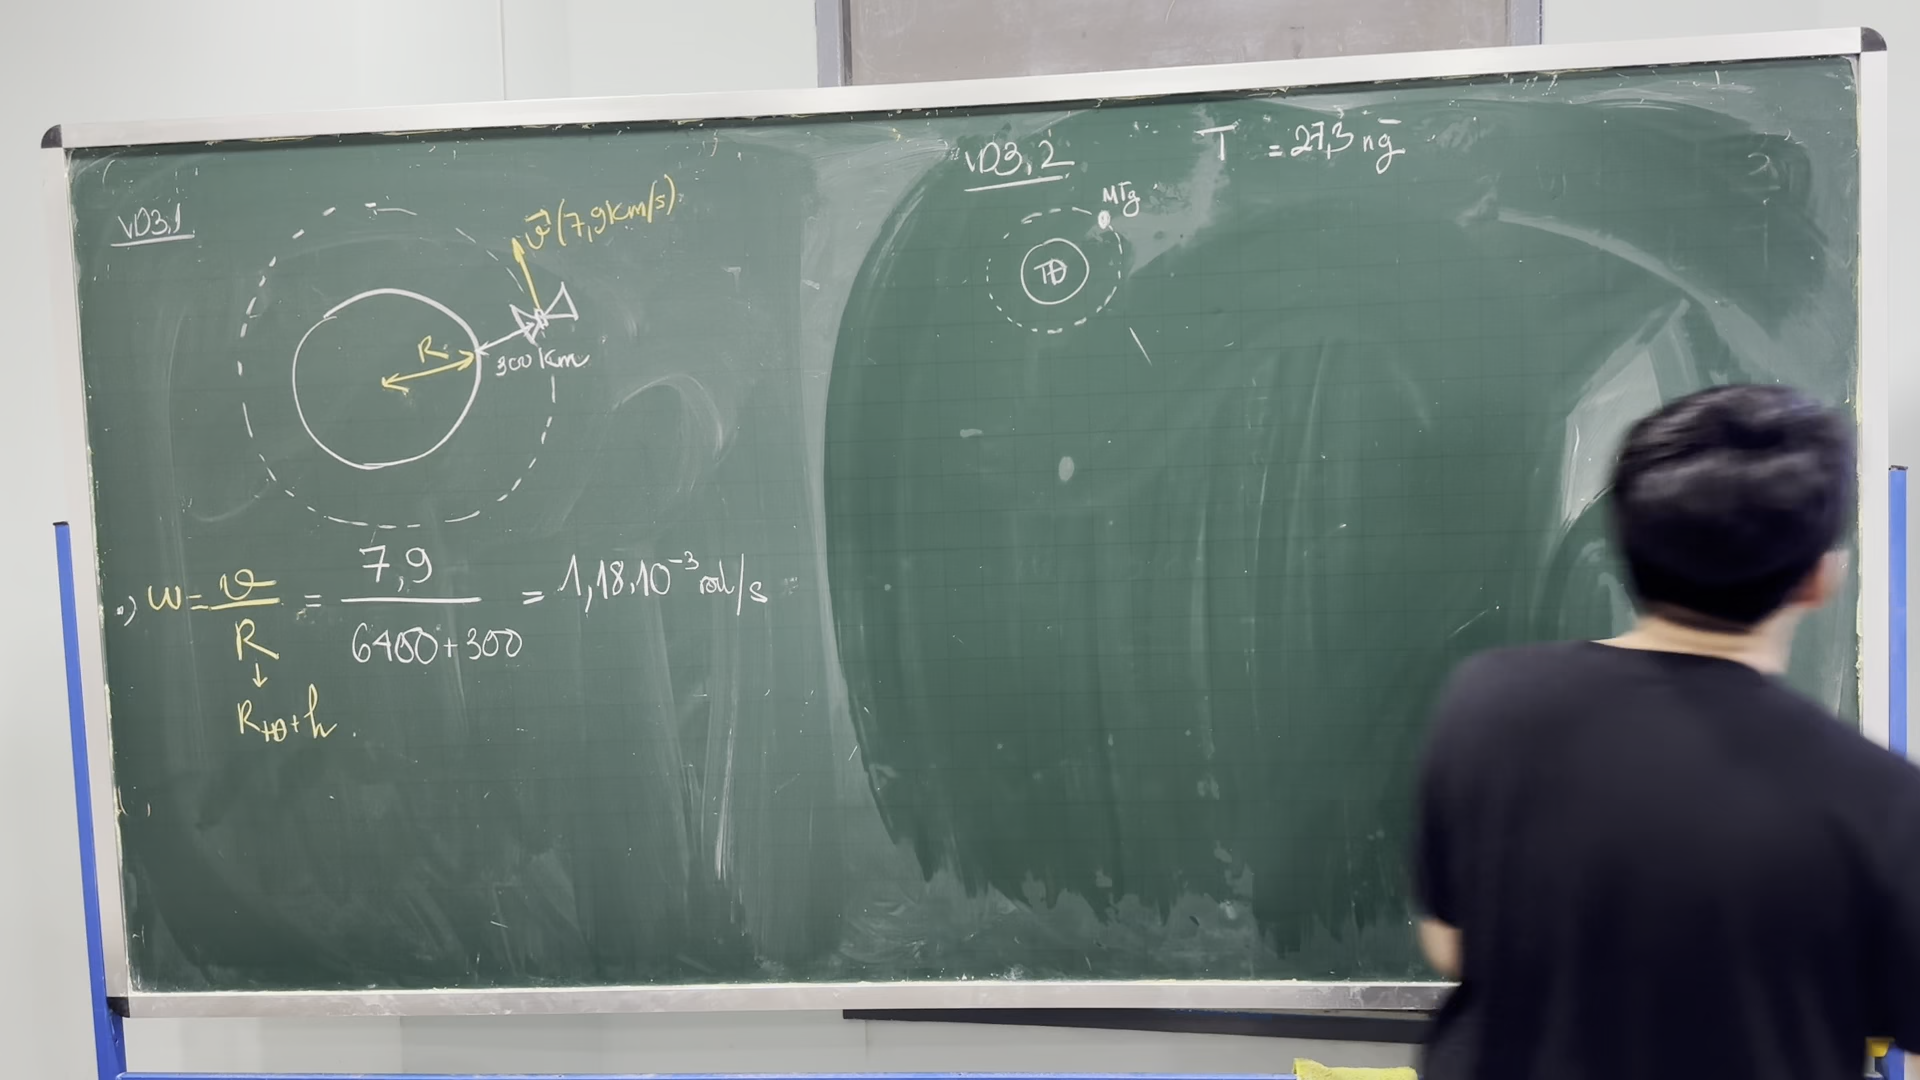 VD3,1
v⃗ (7,9km/s)
R
300 km
•) ω = v/R = 7,9/(6400+300) = 1,18.10⁻³ rad/s
↓
R_TĐ + h.
VD3,2
T = 27,3 ng
MTg
TĐ